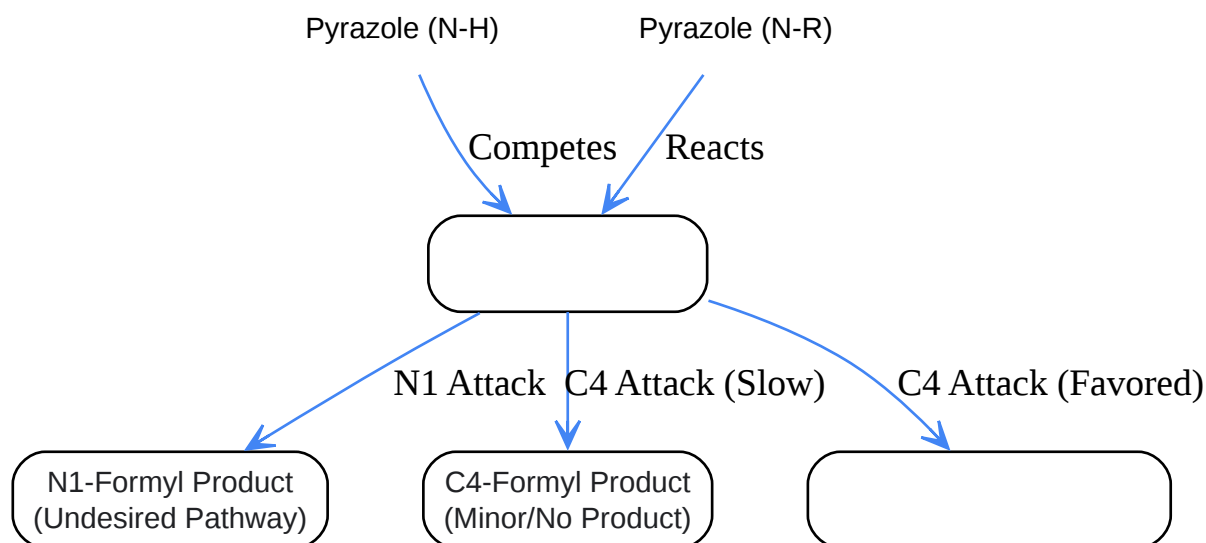 Pyrazole (N-H)
Pyrazole (N-R)
Competes
Reacts
N1 Attack
C4 Attack (Slow)
C4 Attack (Favored)
N1-Formyl Product
(Undesired Pathway)
C4-Formyl Product
(Minor/No Product)